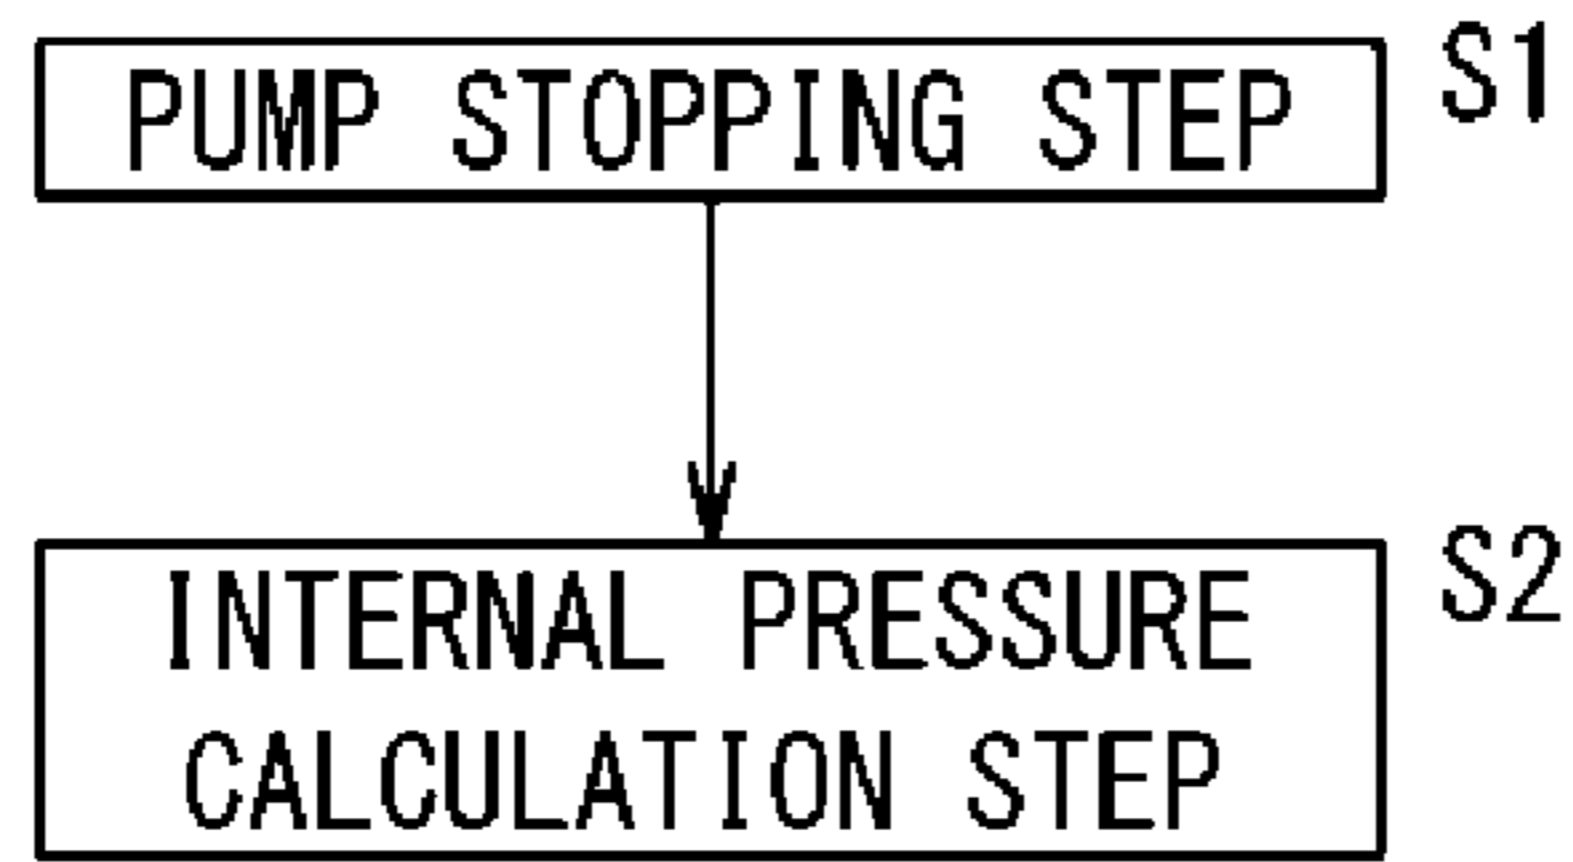 PUMP STOPPING STEP S1
INTERNAL PRESSURE S2
CALCULATION STEP